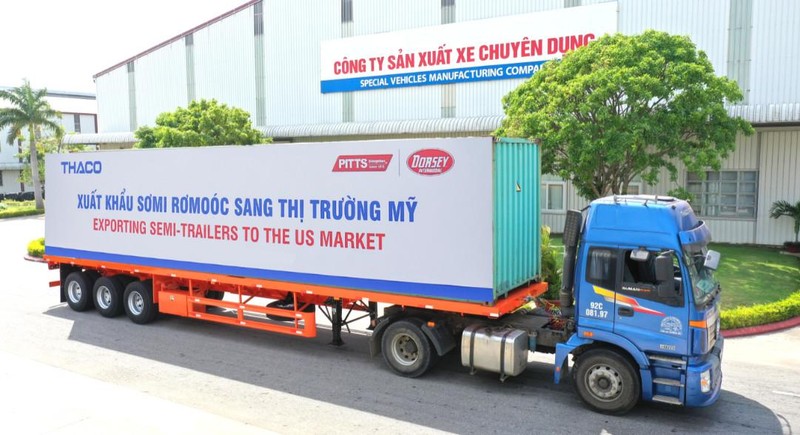 CÔNG TY SẢN XUẤT XE CHUYÊN DỤNG
SPECIAL VEHICLES MANUFACTURING COMPA
THACO
PITTS
DORSEY
INTERNATIONAL
XUẤT KHẨU SƠMI RƠMOÓC SANG THỊ TRƯỜNG MỸ
EXPORTING SEMI-TRAILERS TO THE US MARKET
92C
081.97